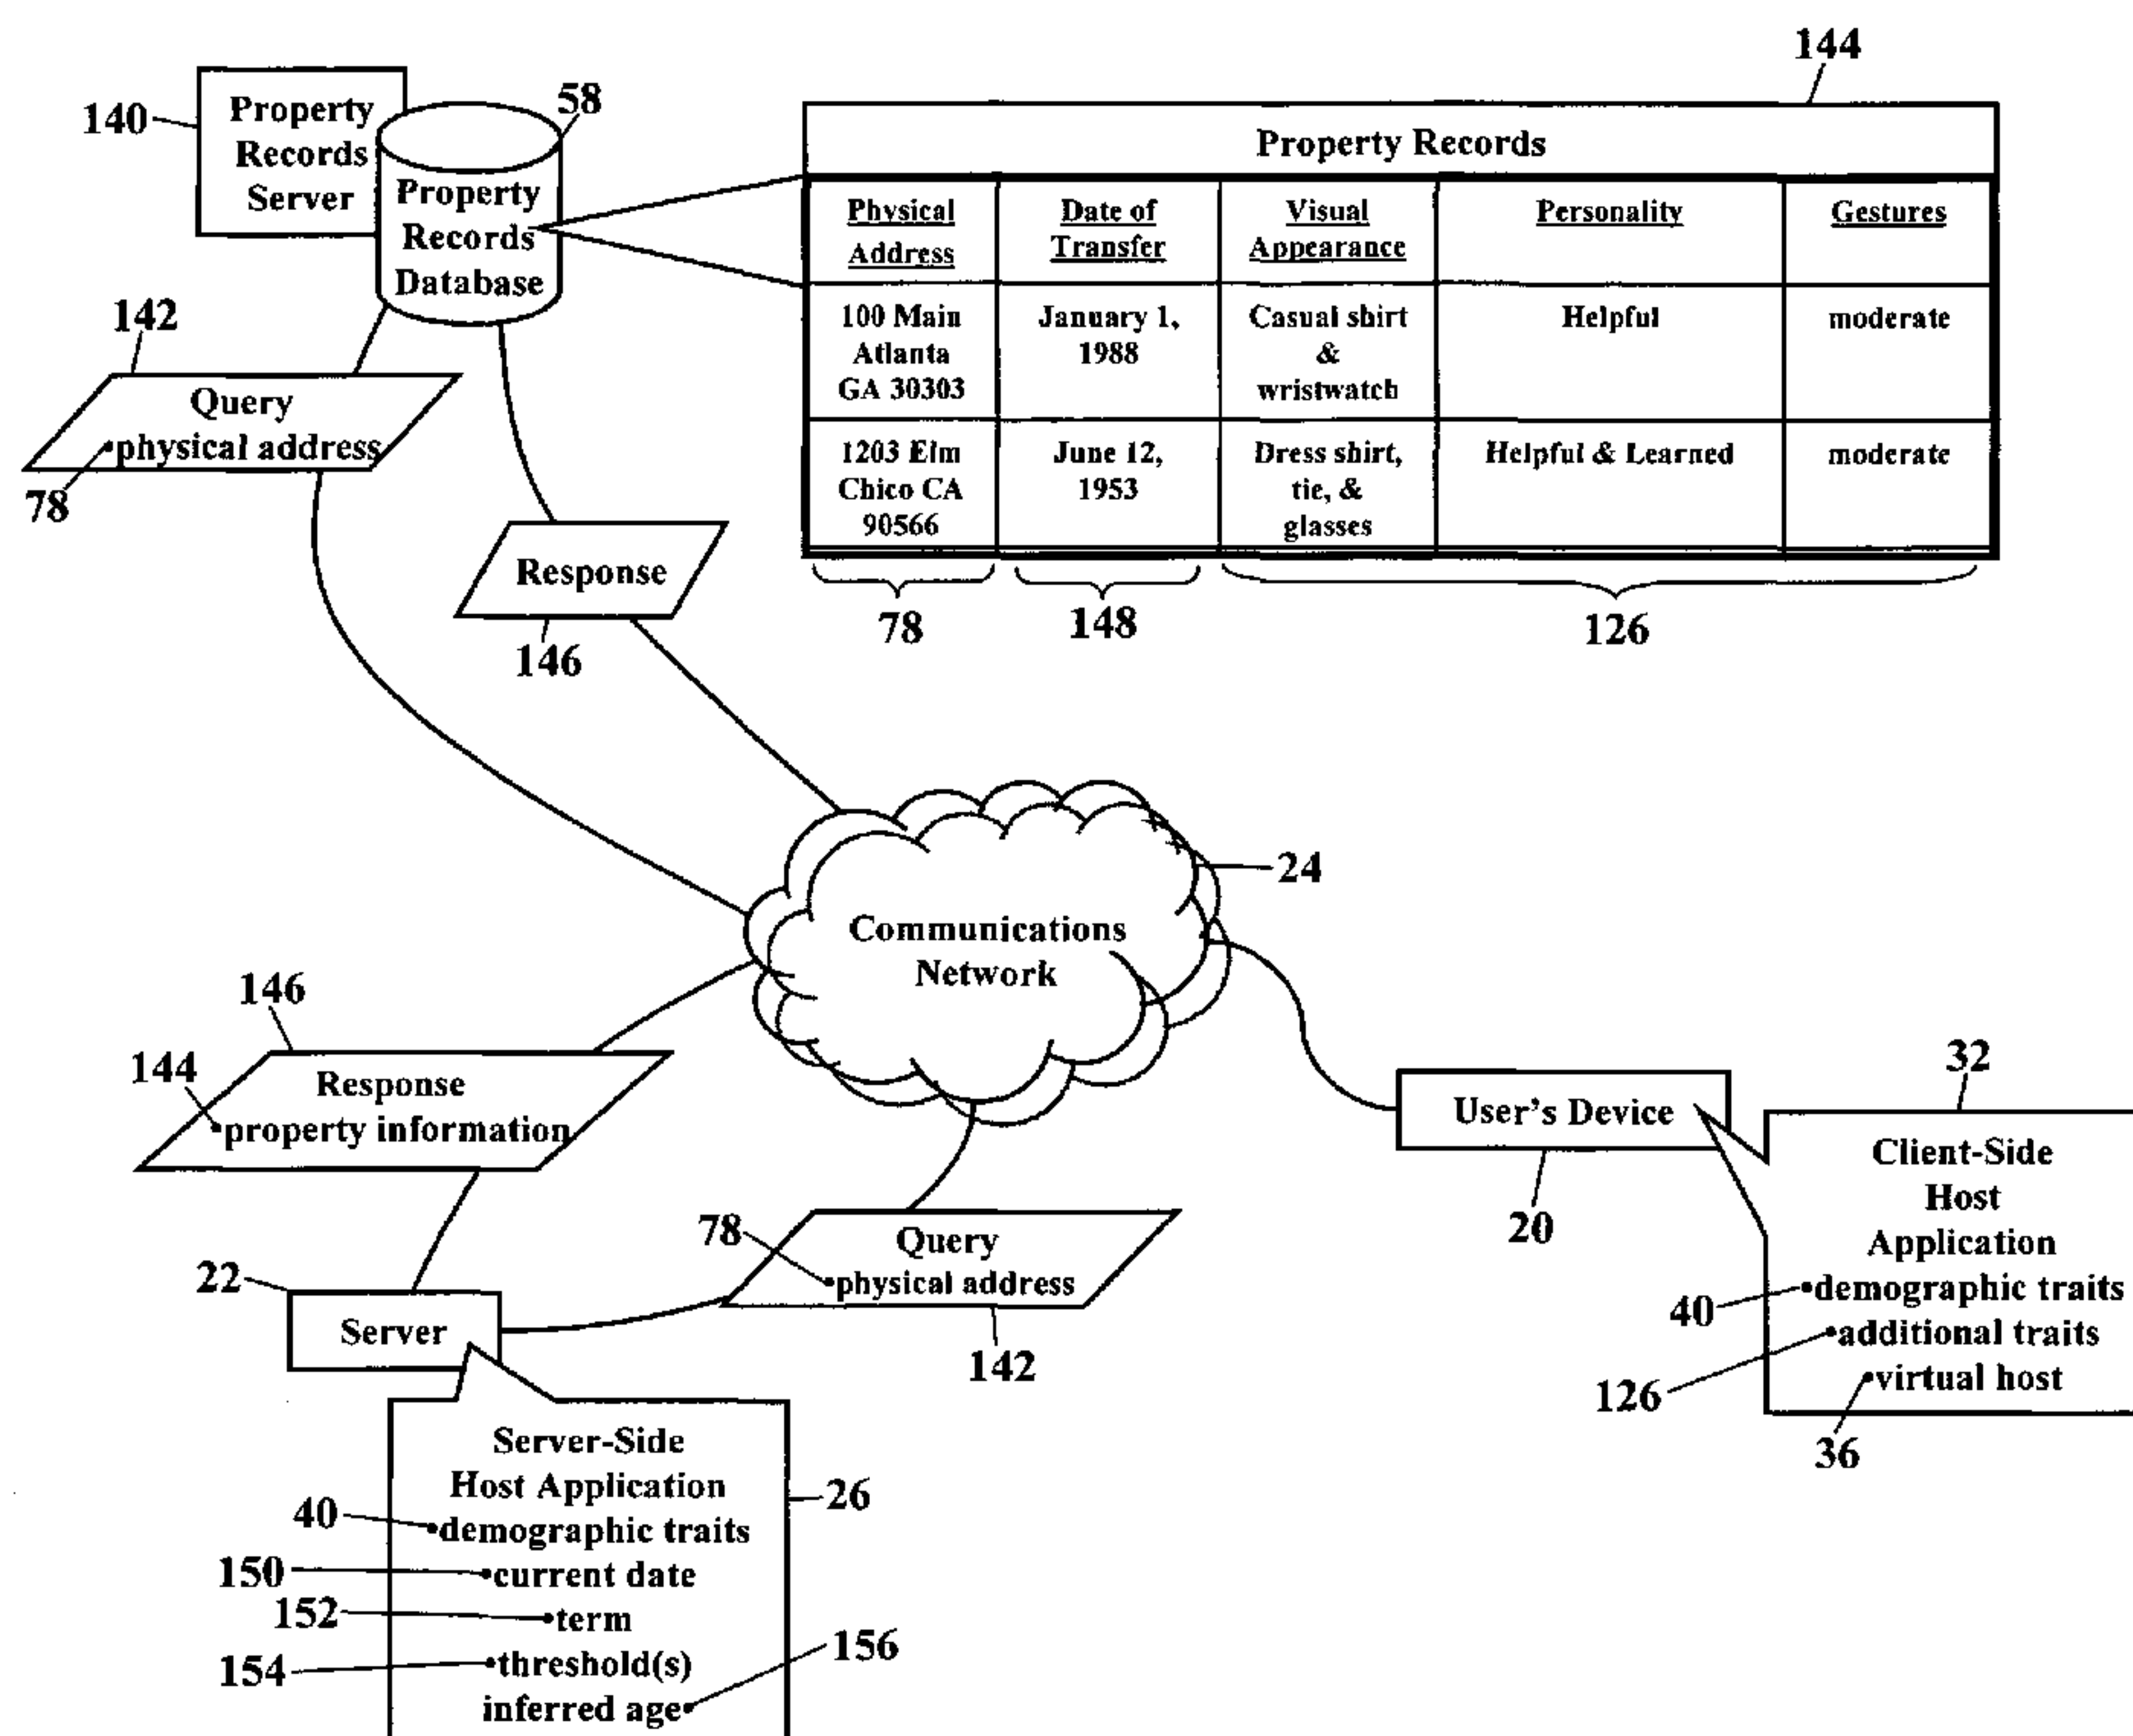 144
140
Property
Records
Server
58
Property
Records
Database
Property Records
Physical
Address
Date of
Transfer
Visual
Appearance
Personality
Gestures
100 Main
Atlanta
GA 30303
January 1,
1988
Casual shirt
&
wristwatch
Helpful
moderate
1203 Elm
Chico CA
90566
June 12,
1953
Dress shirt,
tie, &
glasses
Helpful & Learned
moderate
78
148
126
142
Query
•physical address
78
Response
146
24
Communications
Network
146
144
Response
•property information
78
Query
•physical address
142
22
Server
User's Device
20
32
Client-Side
Host
Application
40
•demographic traits
•additional traits
126
•virtual host
36
Server-Side
Host Application
26
40
•demographic traits
150
•current date
152
•term
154
•threshold(s)
156
inferred age•